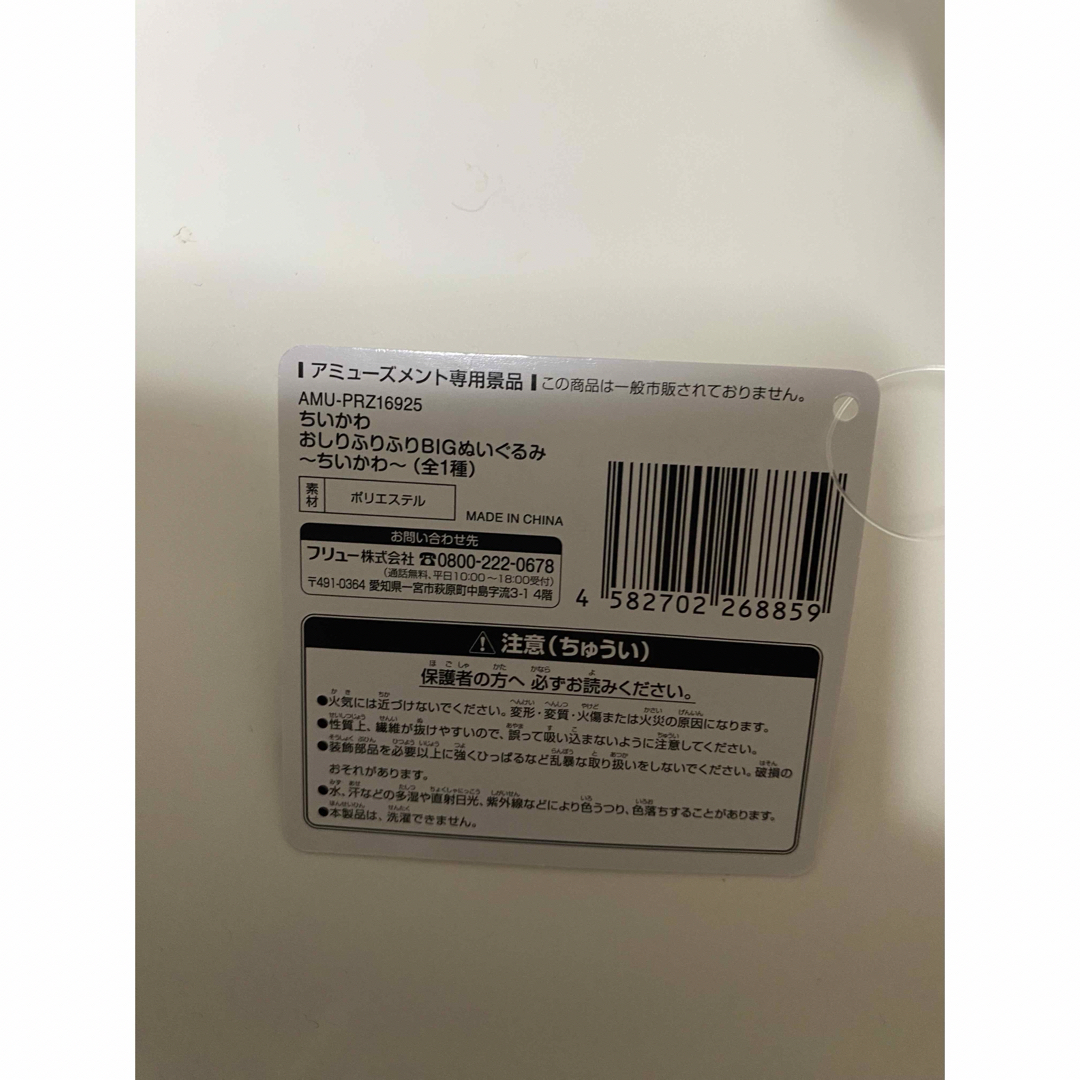 アミューズメント専用景品 この商品は一般市販されておりません。
AMU-PRZ16925
ちいかわ
おしりふりふりBIGぬいぐるみ
～ちいかわ～(全1種)
素材 ポリエステル
MADE IN CHINA
お問い合わせ先
フリュー株式会社 ☎0800-222-0678
(通話無料、平日10:00～18:00受付)
〒491-0364 愛知県一宮市萩原町中島字流3-1 4階
4 582702 268859
⚠ 注意(ちゅうい)
保護者の方へ 必ずお読みください。
●火気には近づけないでください。変形・変質・火傷または火災の原因になります。
●性質上、繊維が抜けやすいので、誤って吸い込まないように注意してください。
●装飾部品を必要以上に強くひっぱるなど乱暴な取り扱いをしないでください。破損の
おそれがあります。
●水、汗などの多湿や直射日光、紫外線などにより色うつり、色落ちすることがあります。
●本製品は、洗濯できません。